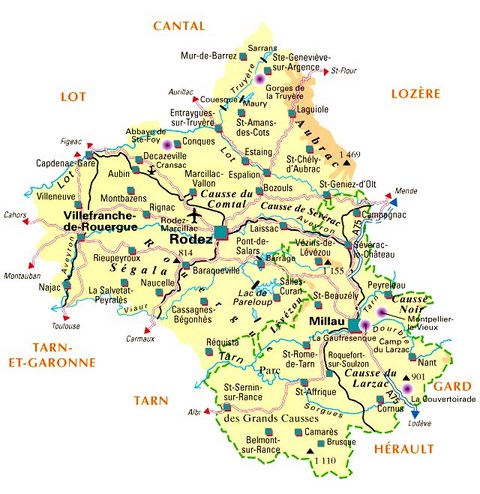 CANTAL
Sarrans
Mur-de-Barrez
Ste-Geneviève-
sur-Argence
St-Flour
Truyère
Aurillac
Gorges de
la Truyère
LOZÈRE
LOT
Couesque
Maury
Entraygues-
sur-Truyère
Laguiole
St-Amans-
des-Cots
Aubrac
Abbaye de
Ste-Foy
Conques
Figeac
Lot
Capdenac-Gare
Decazeville
Cransac
Aubin
Estaing
St-Chély-
d'Aubrac
1 469
Espalion
Marcillac-
Vallon
Causse du
Comtal
Bozouls
St-Geniez-d'Olt
Mende
LOT
Villeneuve
Montbazens
Rignac
Causse de Sévérac
Campagnac
Cahors
Villefranche-
de-Rouergue
Rodez-
Marcillac
Laissac
Aveyron
A75
Rodez
Pont-de-
Salars
Vézins-de-
Lévézou
Sévérac-
le-Château
Aveyron
Rieupeyroux
814
Ségala
Baraqueville
Barrage
1 155
Montauban
Najac
La Salvetat-
Peyralès
Naucelle
Rouergue
Salles-
Curan
Lac de
Pareloup
Peyreleau
Viaur
Cassagnes-
Bégonhès
St-Beauzély
Tarn
Causse
Noir
Lévézou
Toulouse
Carmaux
Millau
Montpellier-
le-Vieux
Dourbie
TARN-
ET-GARONNE
Réquista
La Gaufresenque
Camp
du Larzac
Tarn
St-Rome-
de-Tarn
Roquefort-
sur-Soulzon
Nant
Parc
Causse du
Larzac
901
GARD
TARN
St-Sernin-
sur-Rance
St-Affrique
La Couvertoirade
Albi
Sorgues
A75
Cornus
des Grands Causses
Lodève
Camarès
Belmont-
sur-Rance
Brusque
HÉRAULT
1 110